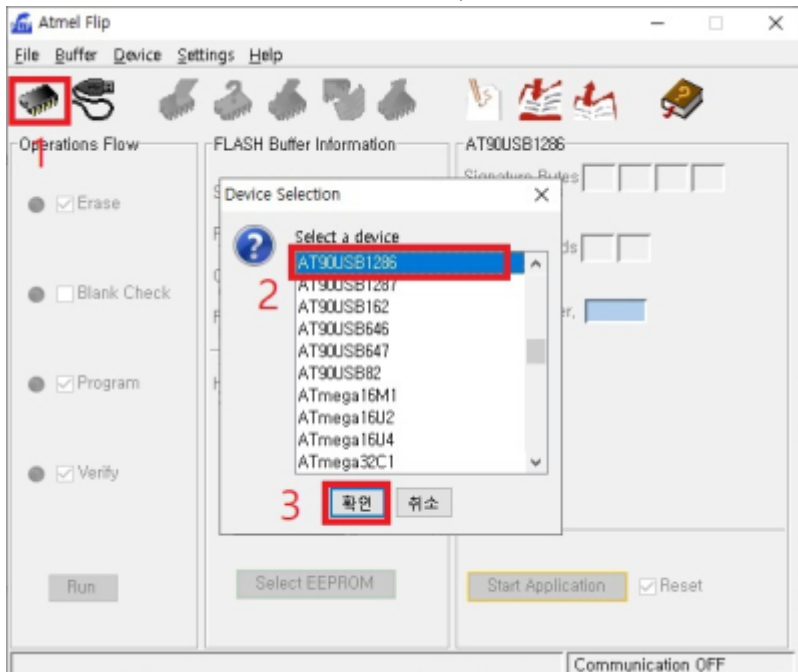 Atmel Flip
File Buffer Device Settings Help
1
Operations Flow
FLASH Buffer Information
AT90USB1286
Signature Bytes
Erase
Device Selection
Select a device
AT90USB1286
2
AT90USB1287
AT90USB162
AT90USB646
AT90USB647
AT90USB82
ATmega16M1
ATmega16U2
ATmega16U4
ATmega32C1
Blank Check
Program
Verify
3
확인 취소
Run
Select EEPROM
Start Application
Reset
Communication OFF